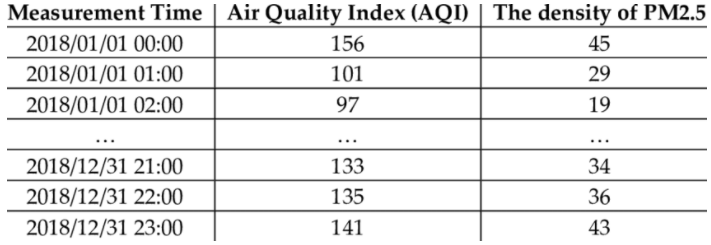 Measurement Time Air Quality Index (AQI) The density of PM2.5
2018/01/01 00:00 156 45
2018/01/01 01:00 101 29
2018/01/01 02:00 97 19
... ... ...
2018/12/31 21:00 133 34
2018/12/31 22:00 135 36
2018/12/31 23:00 141 43